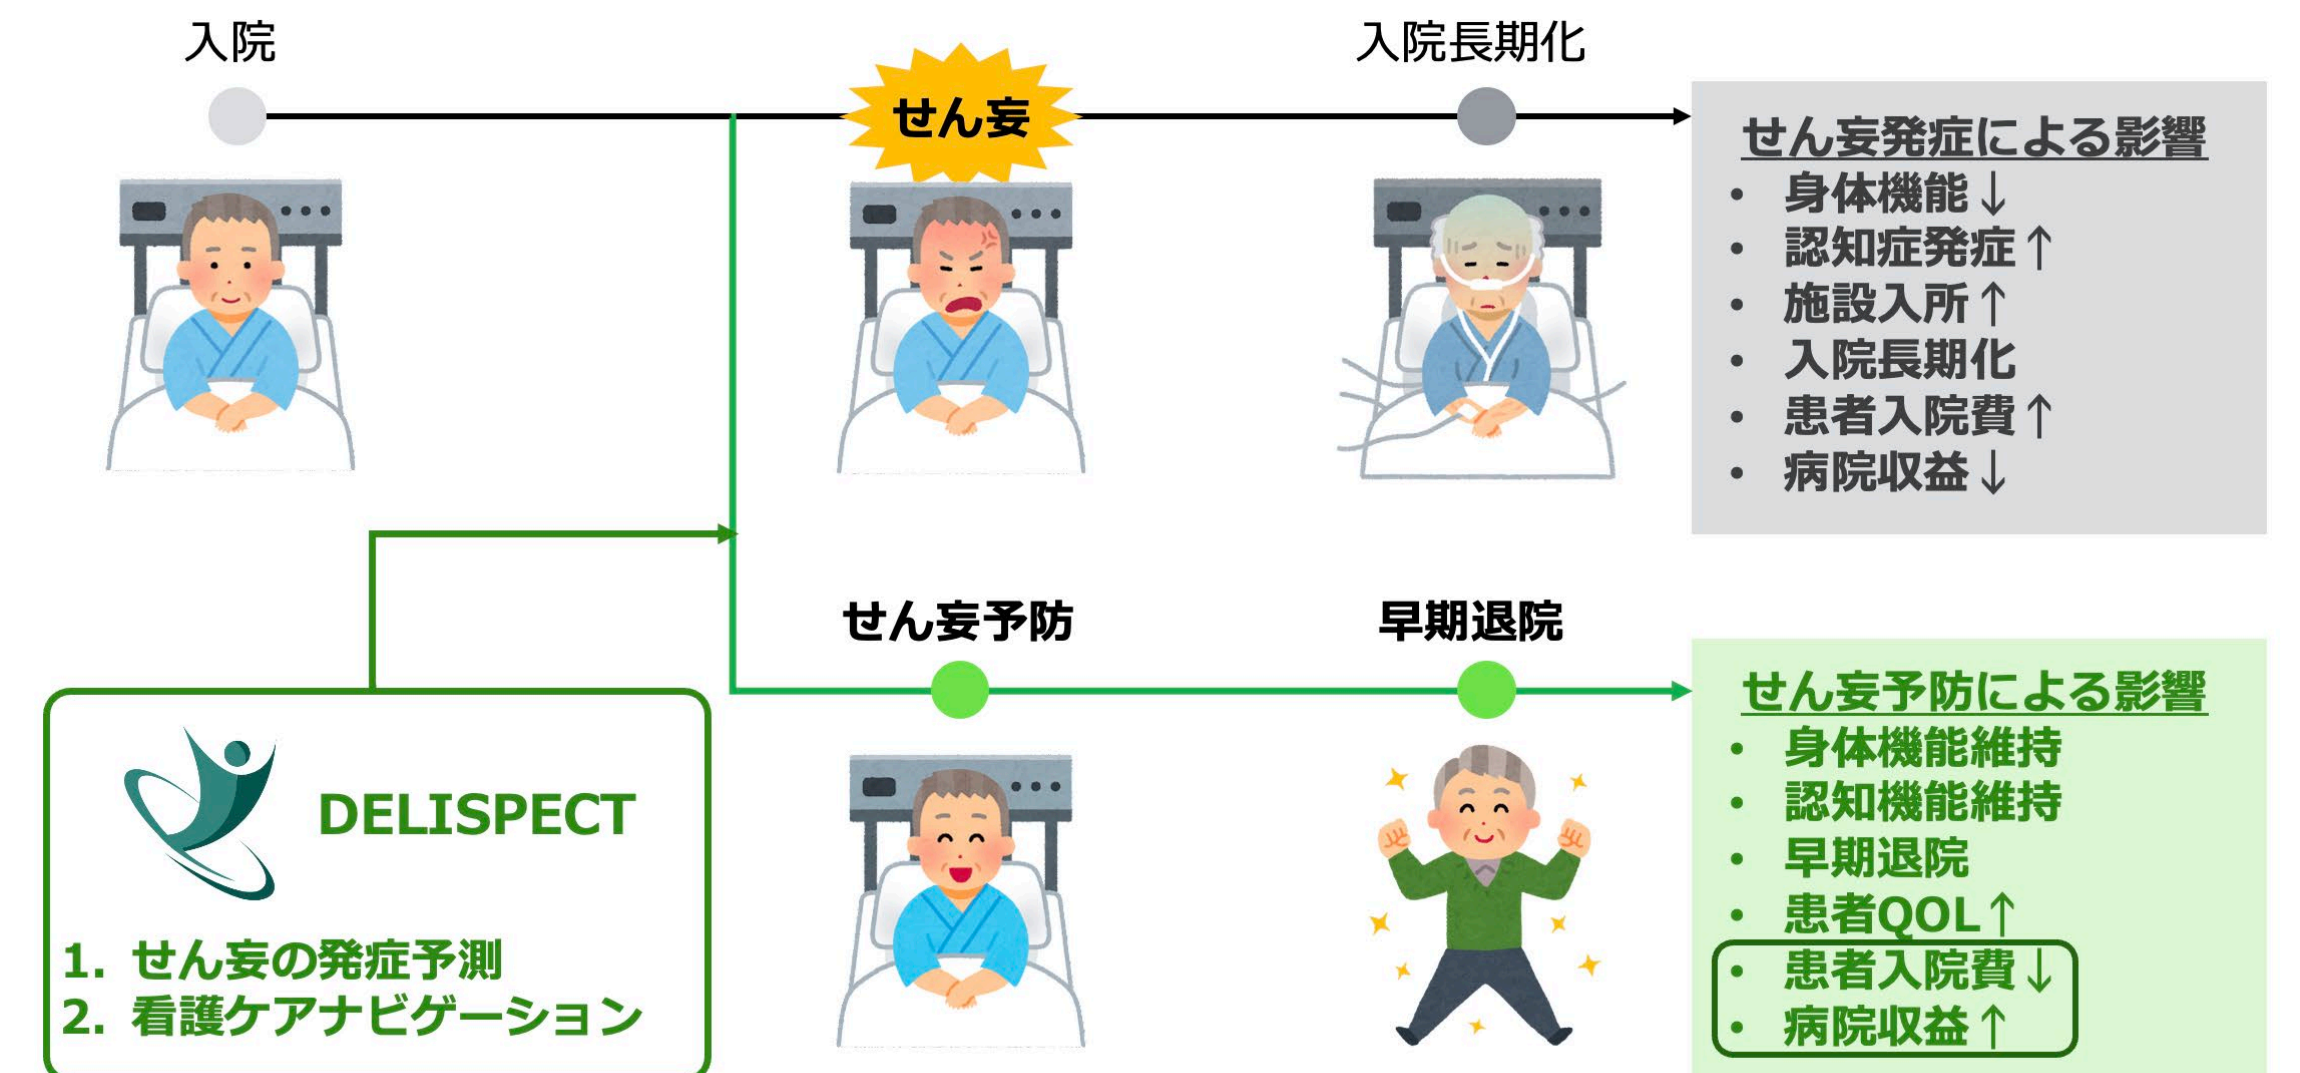 入院
せん妄
入院長期化
せん妄発症による影響
• 身体機能↓
• 認知症発症↑
• 施設入所↑
• 入院長期化
• 患者入院費↑
• 病院収益↓
せん妄予防
早期退院
DELISPECT
1. せん妄の発症予測
2. 看護ケアナビゲーション
せん妄予防による影響
• 身体機能維持
• 認知機能維持
• 早期退院
• 患者QOL↑
• 患者入院費↓
• 病院収益↑